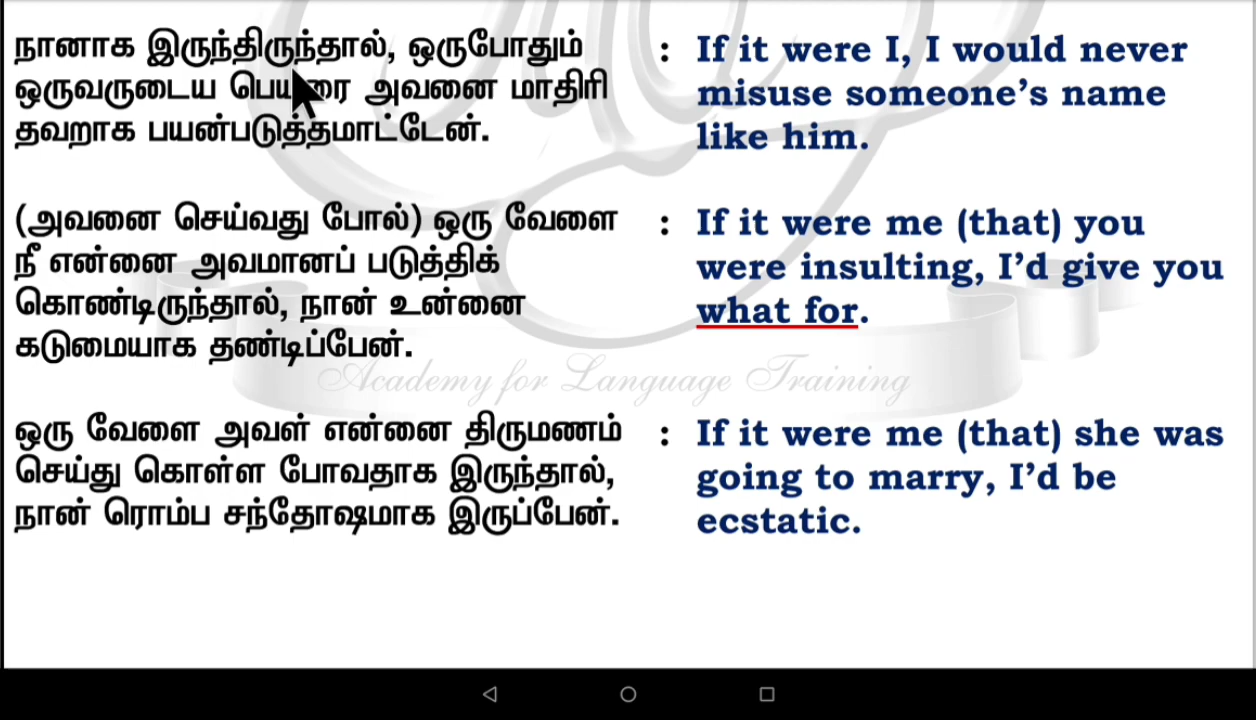 நானாக இருந்திருந்தால், ஒருபோதும்
ஒருவருடைய பெயரை அவனை மாதிரி
தவறாக பயன்படுத்தமாட்டேன்.
: If it were I, I would never
misuse someone's name
like him.
(அவனை செய்வது போல்) ஒரு வேளை
நீ என்னை அவமானப் படுத்திக்
கொண்டிருந்தால், நான் உன்னை
கடுமையாக தண்டிப்பேன்.
: If it were me (that) you
were insulting, I'd give you
what for.
Academy for Language Training
ஒரு வேளை அவள் என்னை திருமணம்
செய்து கொள்ள போவதாக இருந்தால்,
நான் ரொம்ப சந்தோஷமாக இருப்பேன்.
: If it were me (that) she was
going to marry, I'd be
ecstatic.